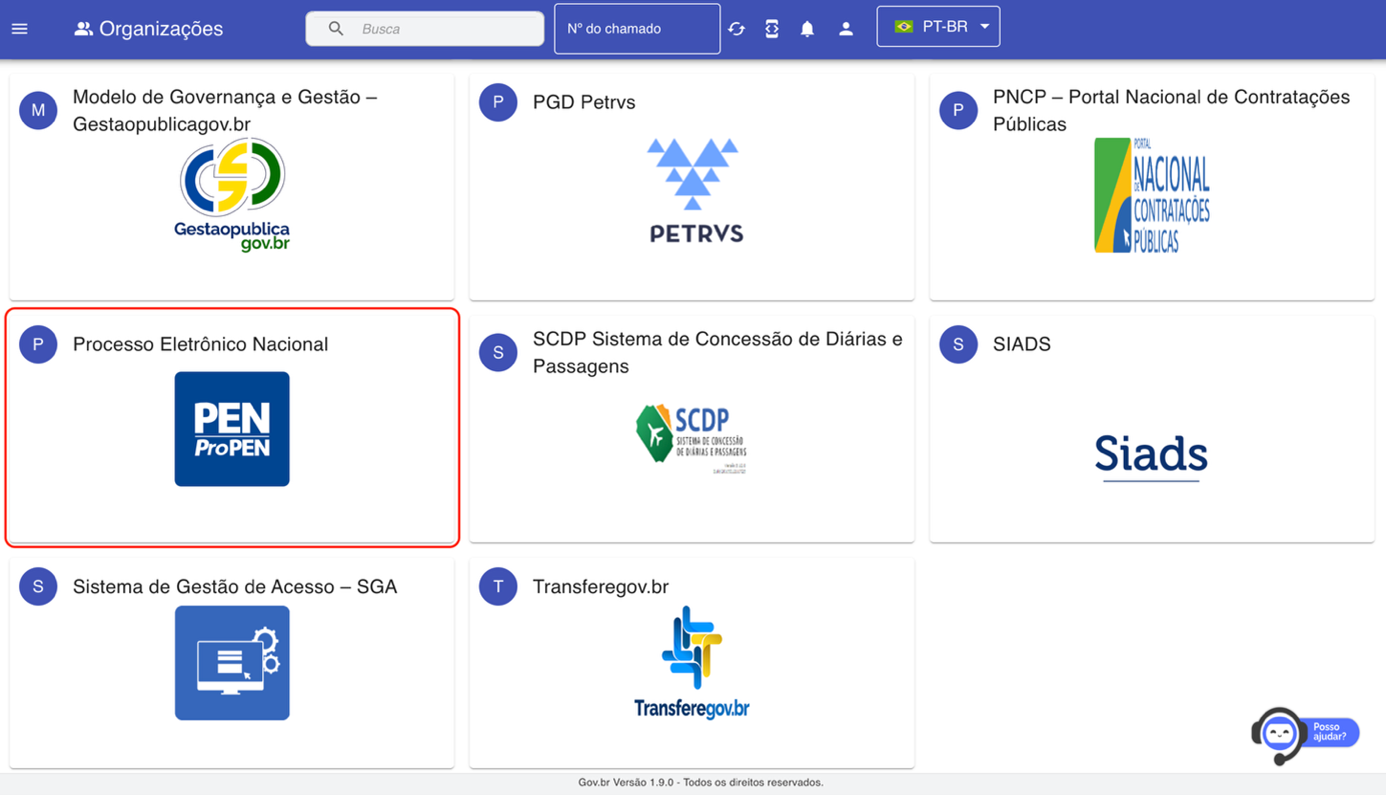 Organizações
Busca
Nº do chamado
PT-BR
M
Modelo de Governança e Gestão –
Gestaopublicagov.br
Gestaopublica
gov.br
P
PGD Petrvs
PETRVS
P
PNCP – Portal Nacional de Contratações
Públicas
PORTAL
NACIONAL
DE CONTRATAÇÕES
PÚBLICAS
P
Processo Eletrônico Nacional
PEN
ProPEN
S
SCDP Sistema de Concessão de Diárias e
Passagens
SCDP
SISTEMA DE CONCESSÃO
DE DIÁRIAS E PASSAGENS
S
SIADS
Siads
S
Sistema de Gestão de Acesso – SGA
T
Transferegov.br
Transferegov.br
Posso
ajudar?
Gov.br Versão 1.9.0 - Todos os direitos reservados.